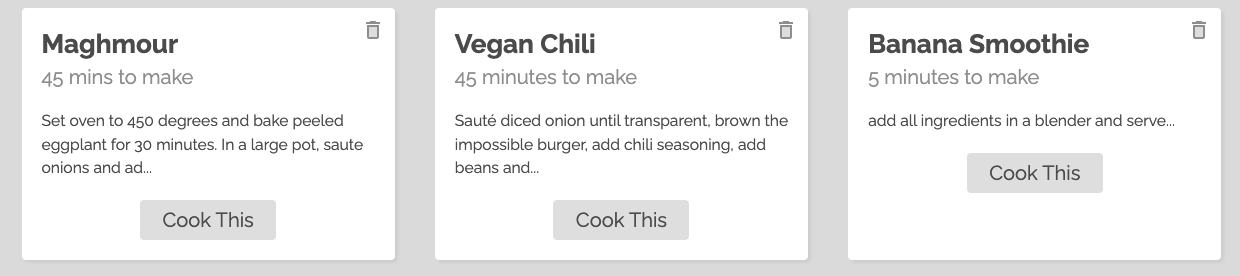 Maghmour
45 mins to make
Set oven to 450 degrees and bake peeled
eggplant for 30 minutes. In a large pot, saute
onions and ad...
Cook This
Vegan Chili
45 minutes to make
Sauté diced onion until transparent, brown the
impossible burger, add chili seasoning, add
beans and...
Cook This
Banana Smoothie
5 minutes to make
add all ingredients in a blender and serve...
Cook This